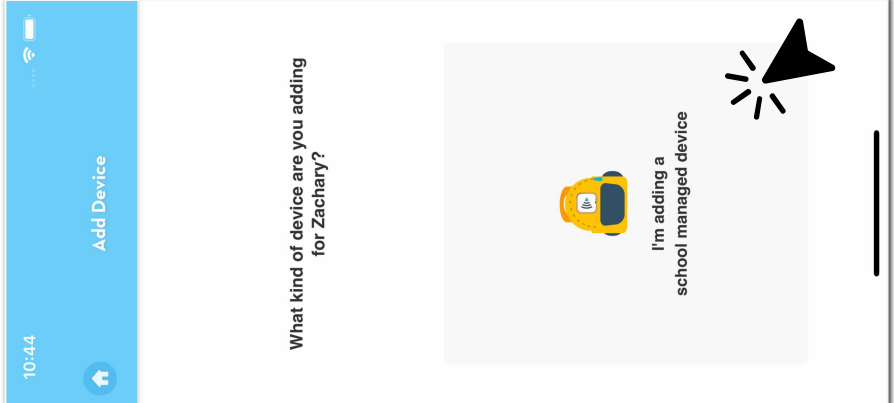 10:44
Add Device
What kind of device are you adding
for Zachary?
I'm adding a
school managed device